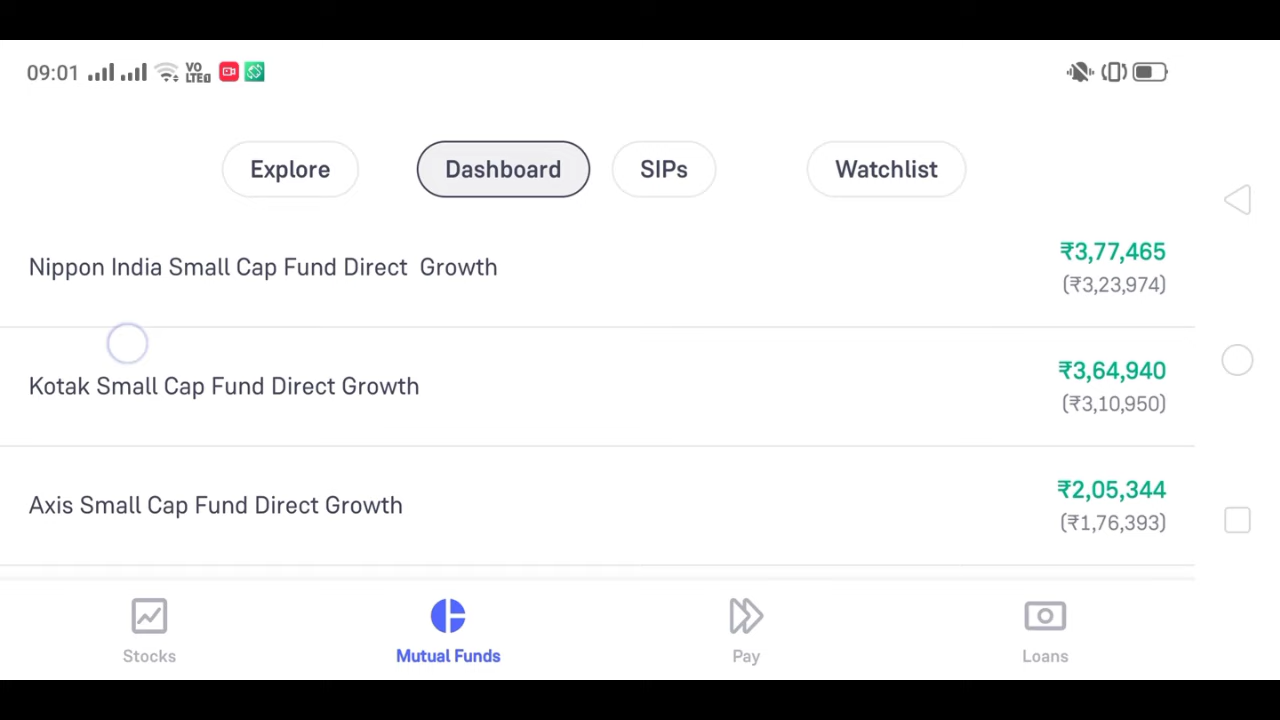 09:01 VO LTE
Explore Dashboard SIPs Watchlist
Nippon India Small Cap Fund Direct Growth ₹3,77,465
(₹3,23,974)
Kotak Small Cap Fund Direct Growth ₹3,64,940
(₹3,10,950)
Axis Small Cap Fund Direct Growth ₹2,05,344
(₹1,76,393)
Stocks Mutual Funds Pay Loans